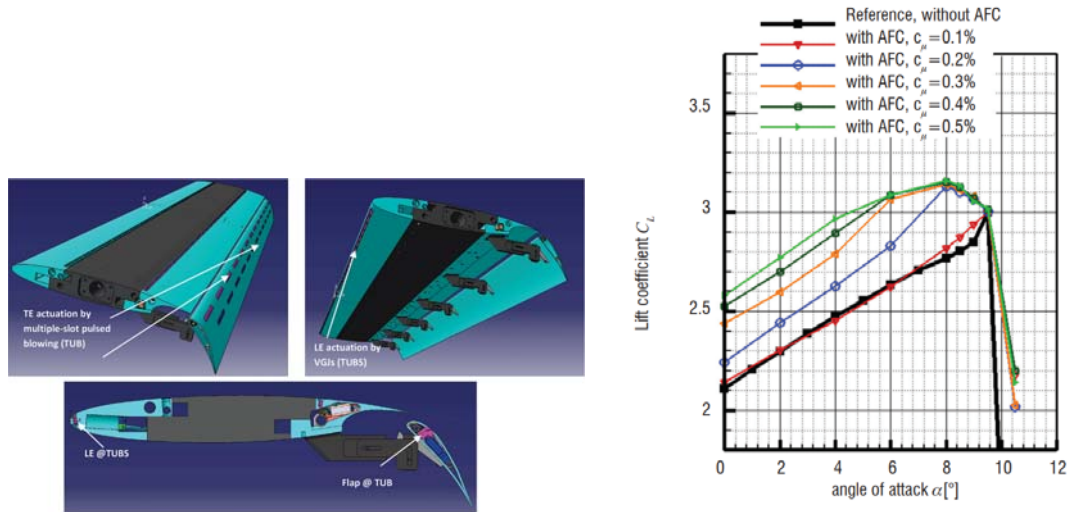 TE actuation by
multiple-slot pulsed
blowing (TUB)
LE actuation by
VGJs (TUBS)
LE @TUBS
Flap @ TUB
Reference, without AFC
with AFC, cμ=0.1%
with AFC, cμ=0.2%
with AFC, cμ=0.3%
with AFC, cμ=0.4%
with AFC, cμ=0.5%
Lift coefficient CL
3.5
3
2.5
2
0 2 4 6 8 10 12
angle of attack α[°]